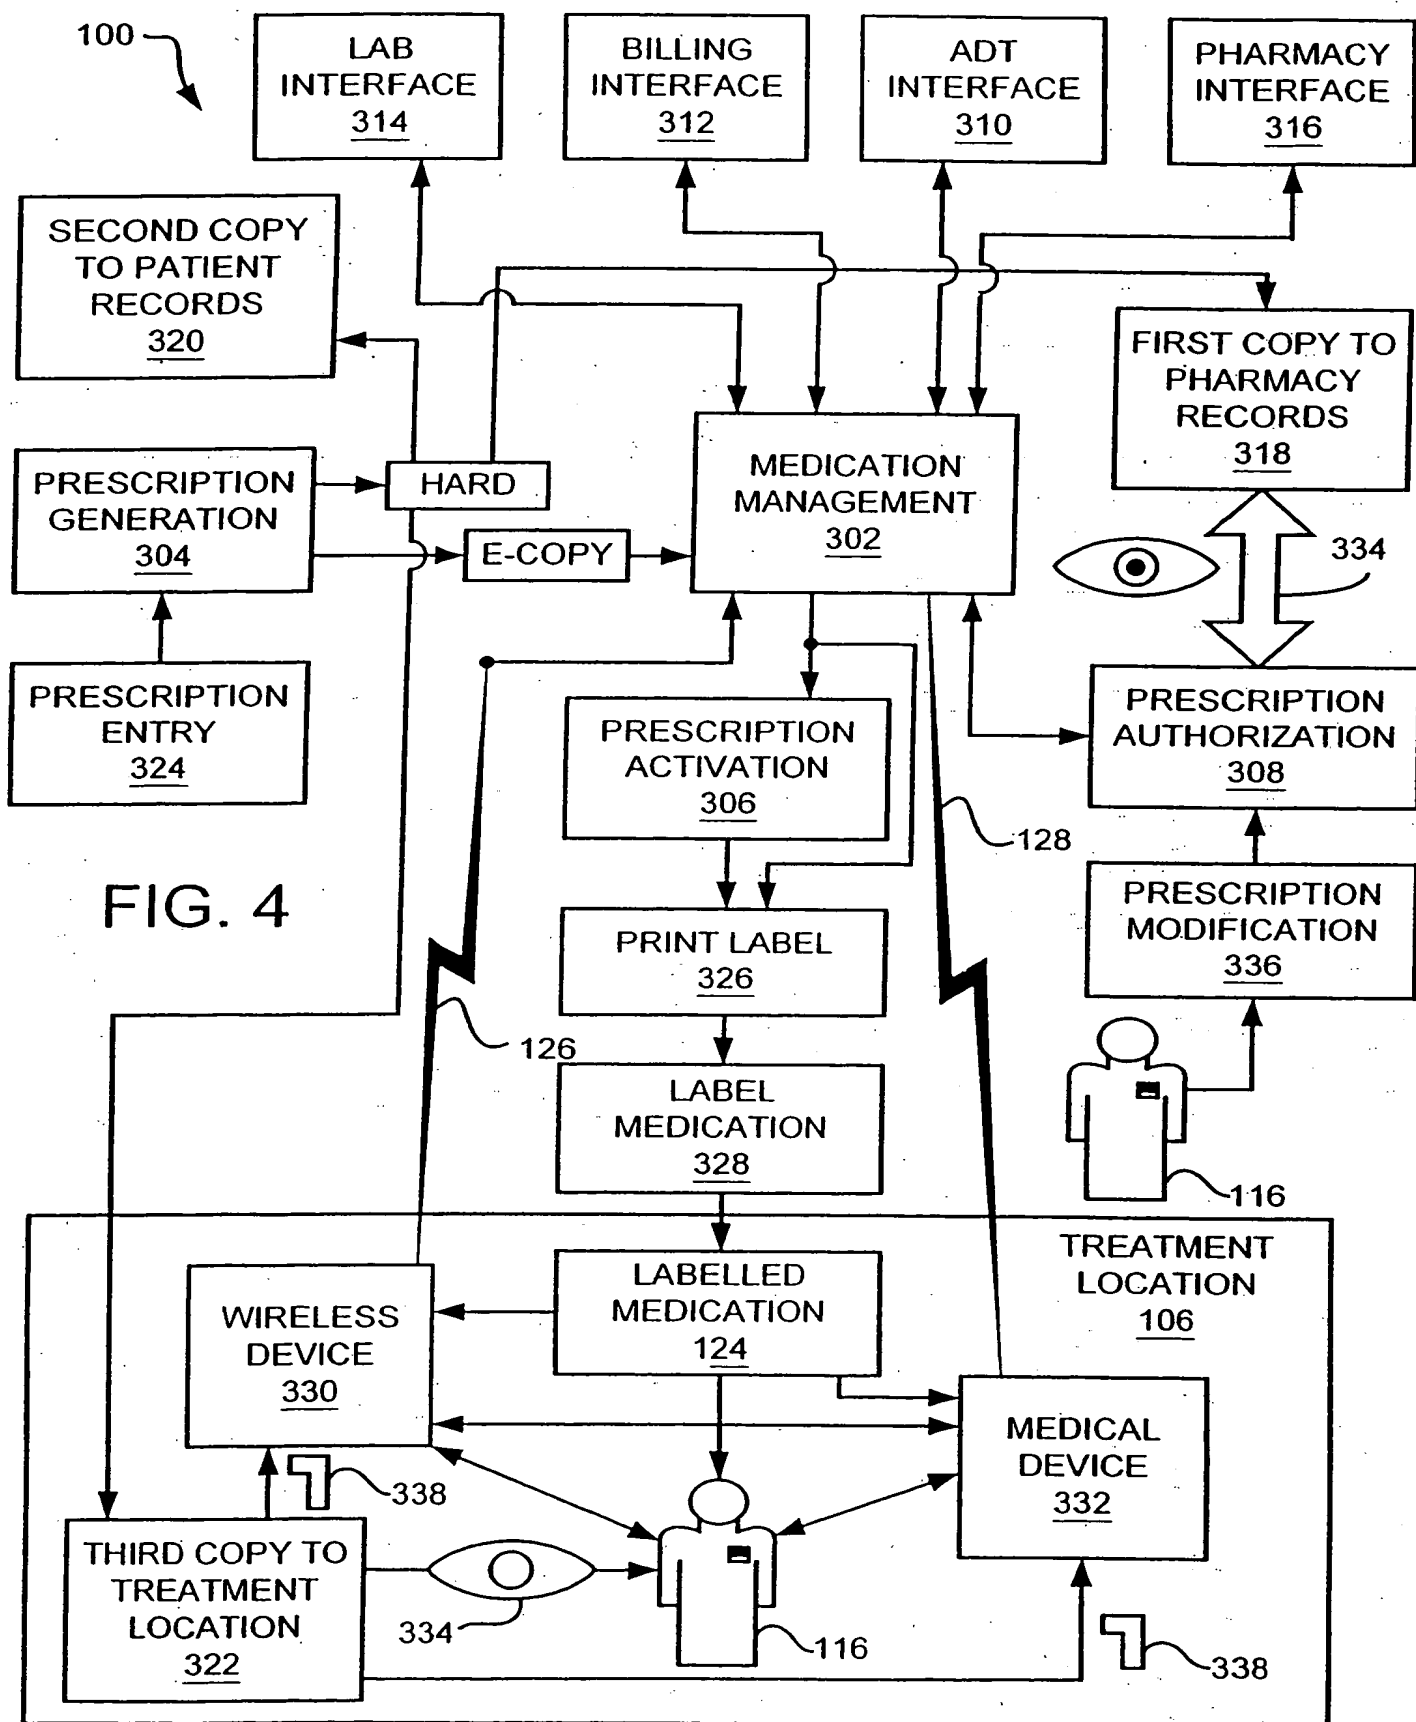 100
LAB
INTERFACE
314
BILLING
INTERFACE
312
ADT
INTERFACE
310
PHARMACY
INTERFACE
316
SECOND COPY
TO PATIENT
RECORDS
320
FIRST COPY TO
PHARMACY
RECORDS
318
PRESCRIPTION
GENERATION
304
HARD
E-COPY
MEDICATION
MANAGEMENT
302
334
PRESCRIPTION
ENTRY
324
PRESCRIPTION
ACTIVATION
306
PRESCRIPTION
AUTHORIZATION
308
128
FIG. 4
PRINT LABEL
326
PRESCRIPTION
MODIFICATION
336
126
LABEL
MEDICATION
328
116
TREATMENT
LOCATION
106
WIRELESS
DEVICE
330
LABELLED
MEDICATION
124
MEDICAL
DEVICE
332
338
THIRD COPY TO
TREATMENT
LOCATION
322
334
116
338